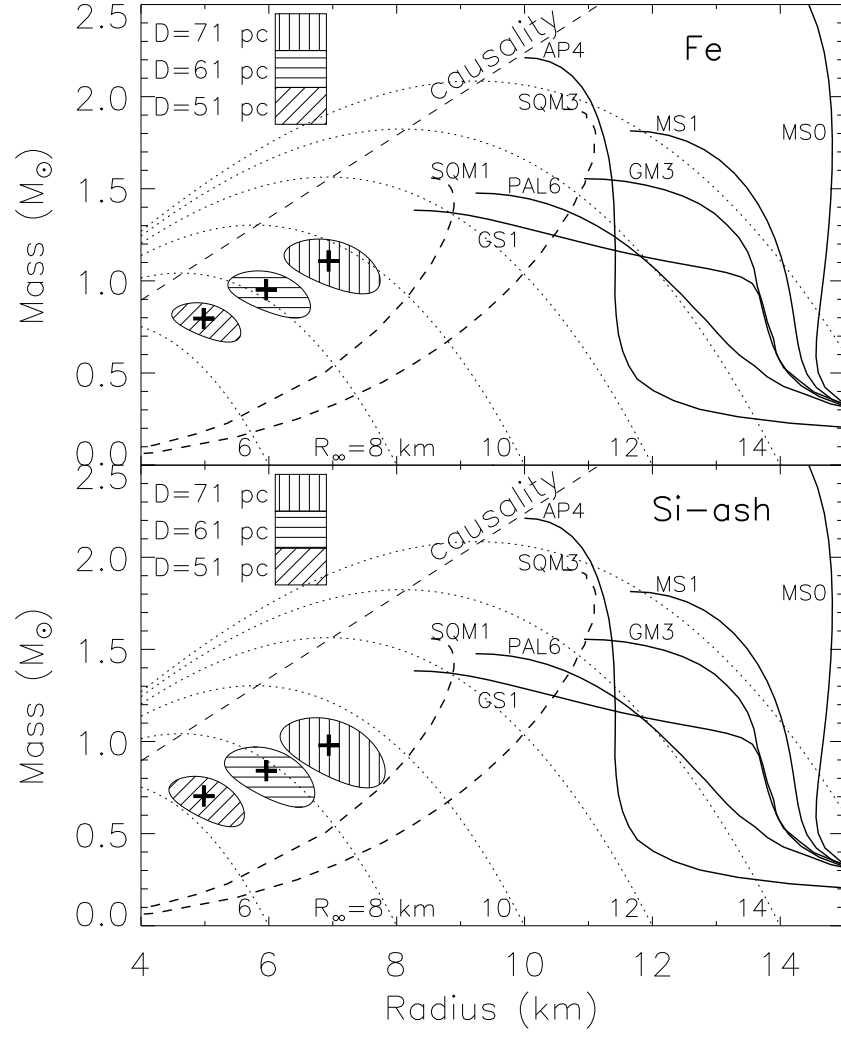 2.5
D=71 pc
causality
AP4
Fe
D=61 pc
D=51 pc
2.0
SQM3
MS1
MS0
Mass (M☉)
1.5
SQM1
PAL6
GM3
GS1
1.0
0.5
0.0
6
R∞=8 km
10
12
14
2.5
D=71 pc
causality
AP4
Si-ash
D=61 pc
D=51 pc
2.0
SQM3
MS1
MS0
Mass (M☉)
1.5
SQM1
PAL6
GM3
GS1
1.0
0.5
0.0
6
R∞=8 km
10
12
14
4 6 8 10 12 14
Radius (km)